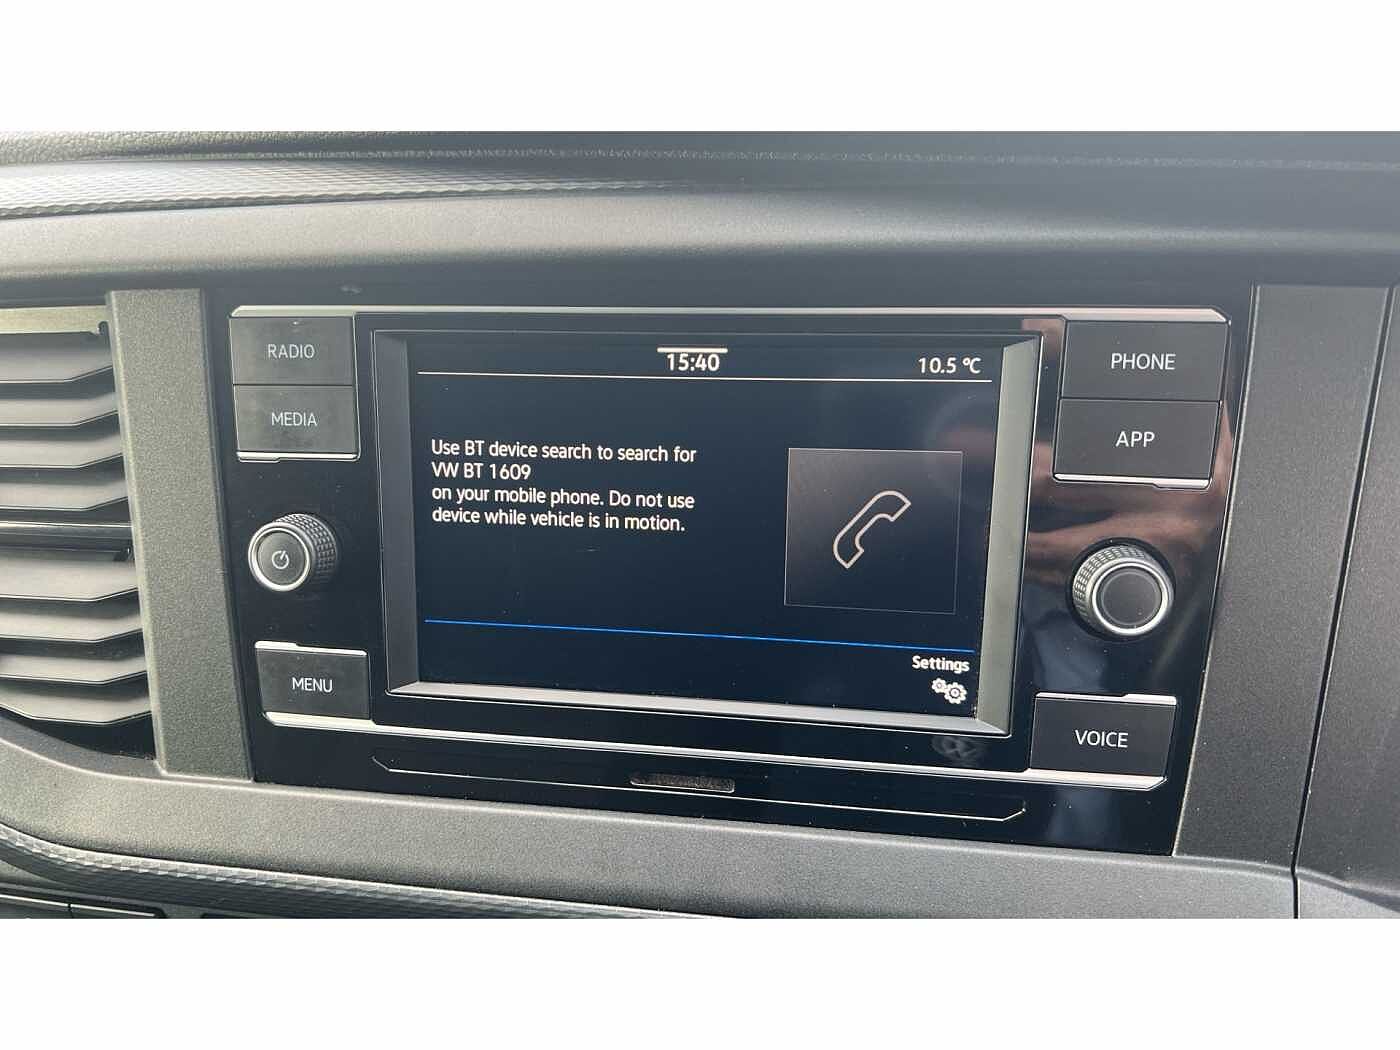 RADIO
MEDIA
MENU
15:40
10.5 °C
Use BT device search to search for
VW BT 1609
on your mobile phone. Do not use
device while vehicle is in motion.
Settings
PHONE
APP
VOICE